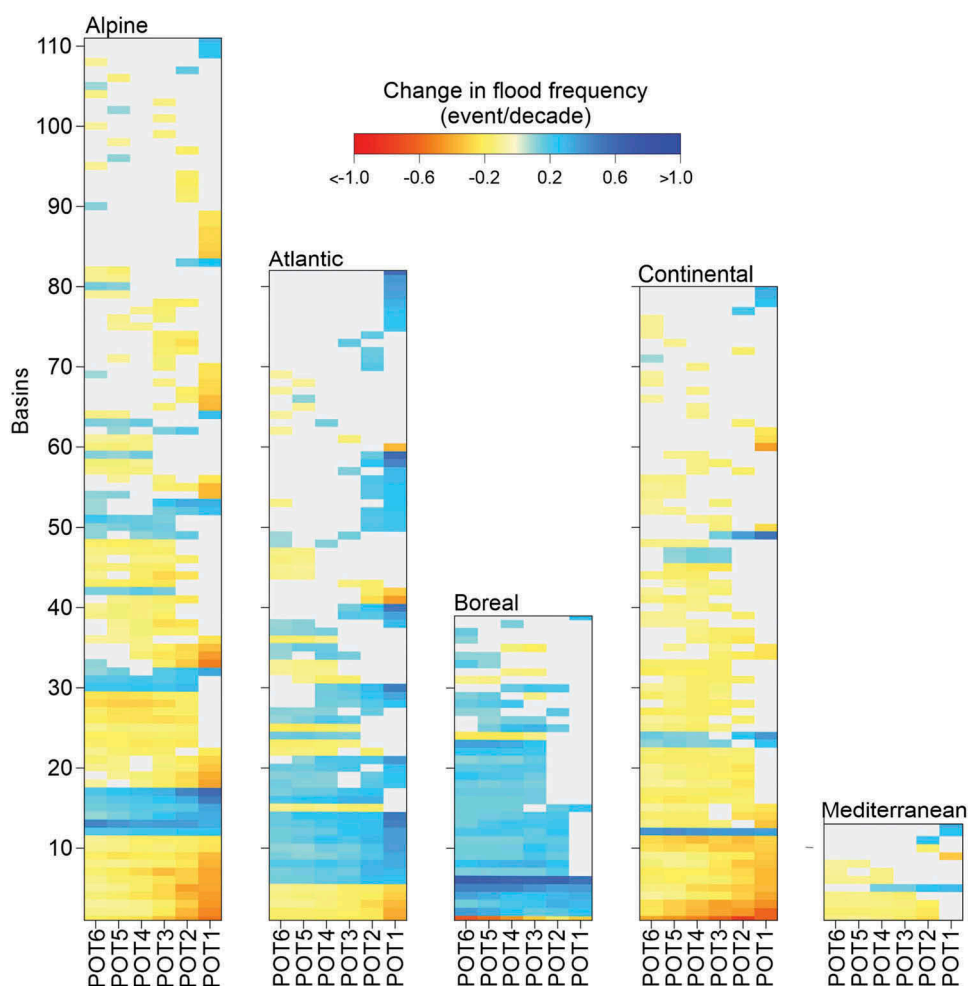 Alpine
Change in flood frequency
(event/decade)
<-1.0 -0.6 -0.2 0.2 0.6 >1.0
Atlantic
Continental
Boreal
Mediterranean
Basins
110
100
90
80
70
60
50
40
30
20
10
POT6 POT5 POT4 POT3 POT2 POT1
POT6 POT5 POT4 POT3 POT2 POT1
POT6 POT5 POT4 POT3 POT2 POT1
POT6 POT5 POT4 POT3 POT2 POT1
POT6 POT5 POT4 POT3 POT2 POT1